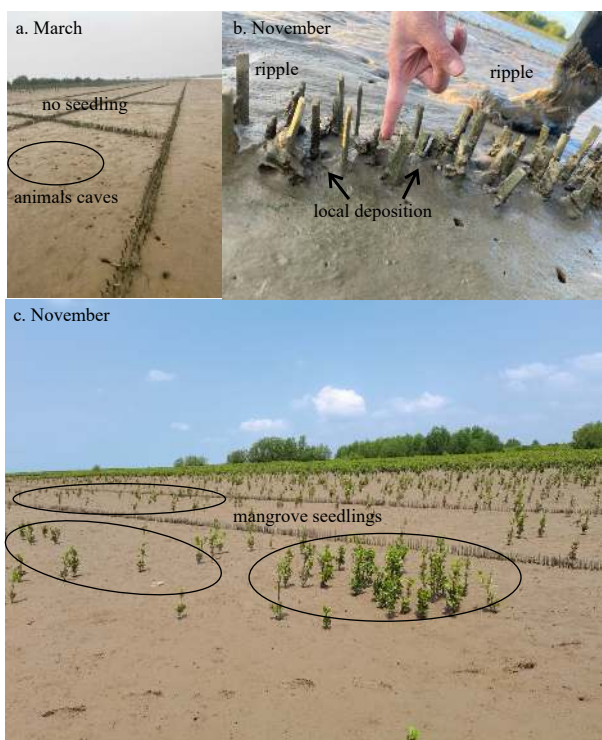 a. March
no seedling
animals caves
b. November
ripple
ripple
local deposition
c. November
mangrove seedlings